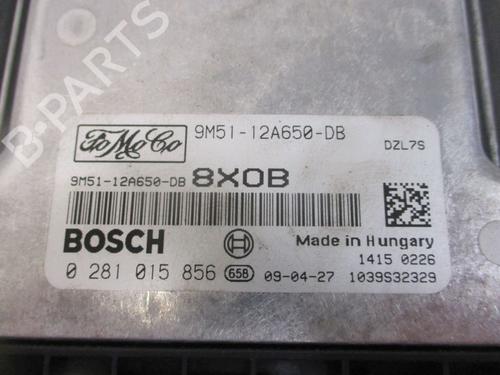 B-PARTS
FoMoCo
9M51-12A650-DB
DZL7S
9M51-12A650-DB 8XOB
BOSCH
Made in Hungary
1415 0226
0 281 015 856 658 09-04-27 1039S32329